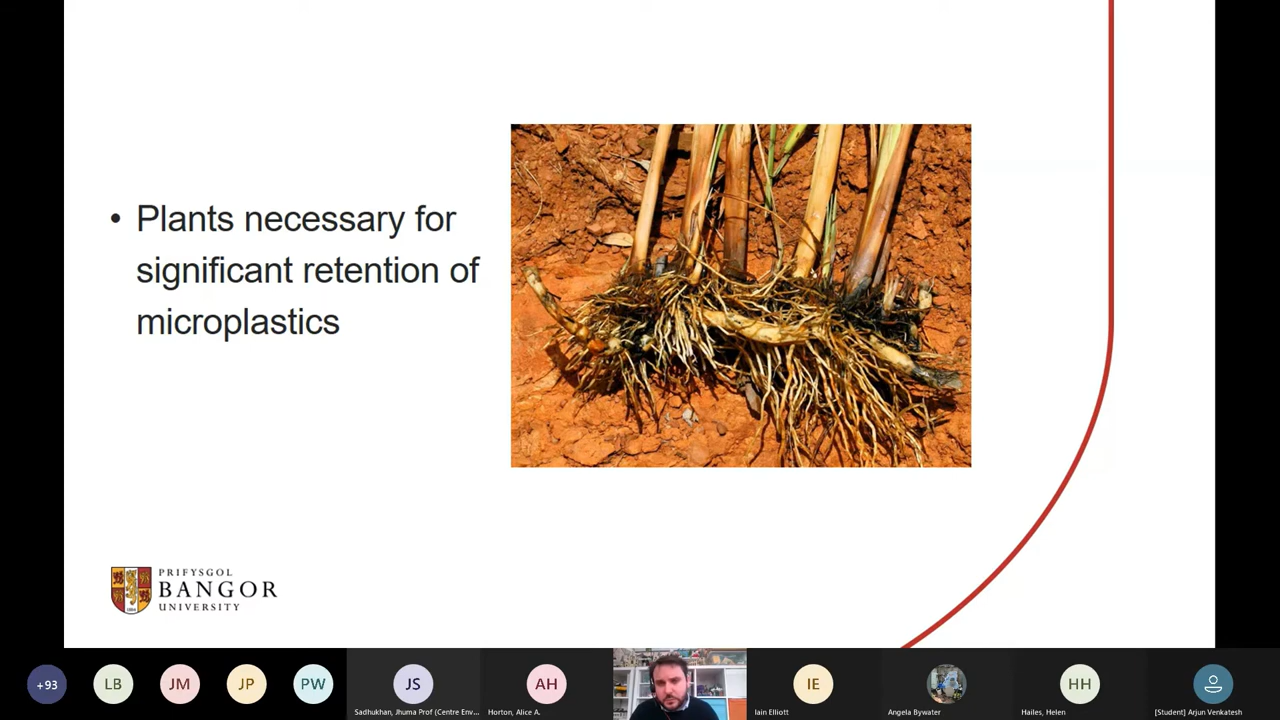 • Plants necessary for
significant retention of
microplastics
PRIFYSGOL
BANGOR
UNIVERSITY
+93
LB
JM
JP
PW
JS
Sadhukhan, Jhuma Prof (Centre Env...
AH
Horton, Alice A.
IE
Iain Elliott
Angela Bywater
HH
Hailes, Helen
[Student] Arjun Venkatesh